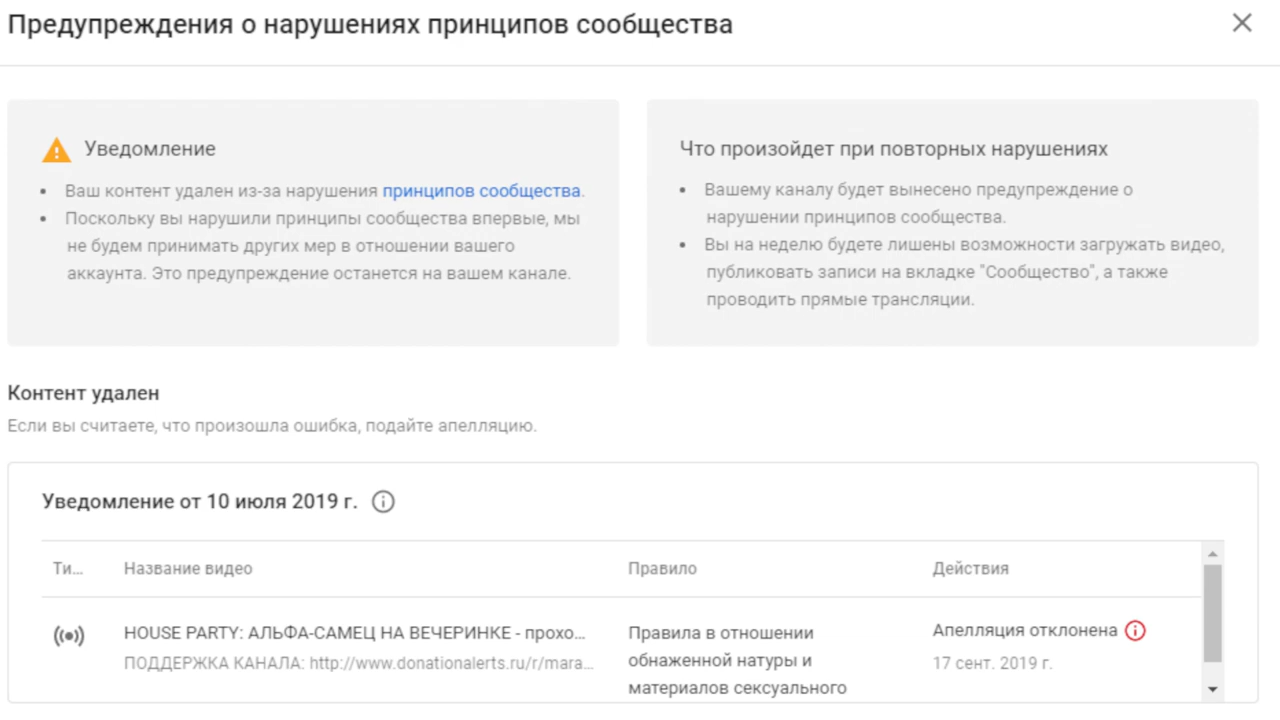 Предупреждения о нарушениях принципов сообщества
Уведомление
• Ваш контент удален из-за нарушения принципов сообщества.
• Поскольку вы нарушили принципы сообщества впервые, мы
не будем принимать других мер в отношении вашего
аккаунта. Это предупреждение останется на вашем канале.
Что произойдет при повторных нарушениях
• Вашему каналу будет вынесено предупреждение о
нарушении принципов сообщества.
• Вы на неделю будете лишены возможности загружать видео,
публиковать записи на вкладке "Сообщество", а также
проводить прямые трансляции.
Контент удален
Если вы считаете, что произошла ошибка, подайте апелляцию.
Уведомление от 10 июля 2019 г.
Ти... Название видео Правило Действия
HOUSE PARTY: АЛЬФА-САМЕЦ НА ВЕЧЕРИНКЕ - прохо...
ПОДДЕРЖКА КАНАЛА: http://www.donationalerts.ru/r/mara...
Правила в отношении
обнаженной натуры и
материалов сексуального
Апелляция отклонена
17 сент. 2019 г.